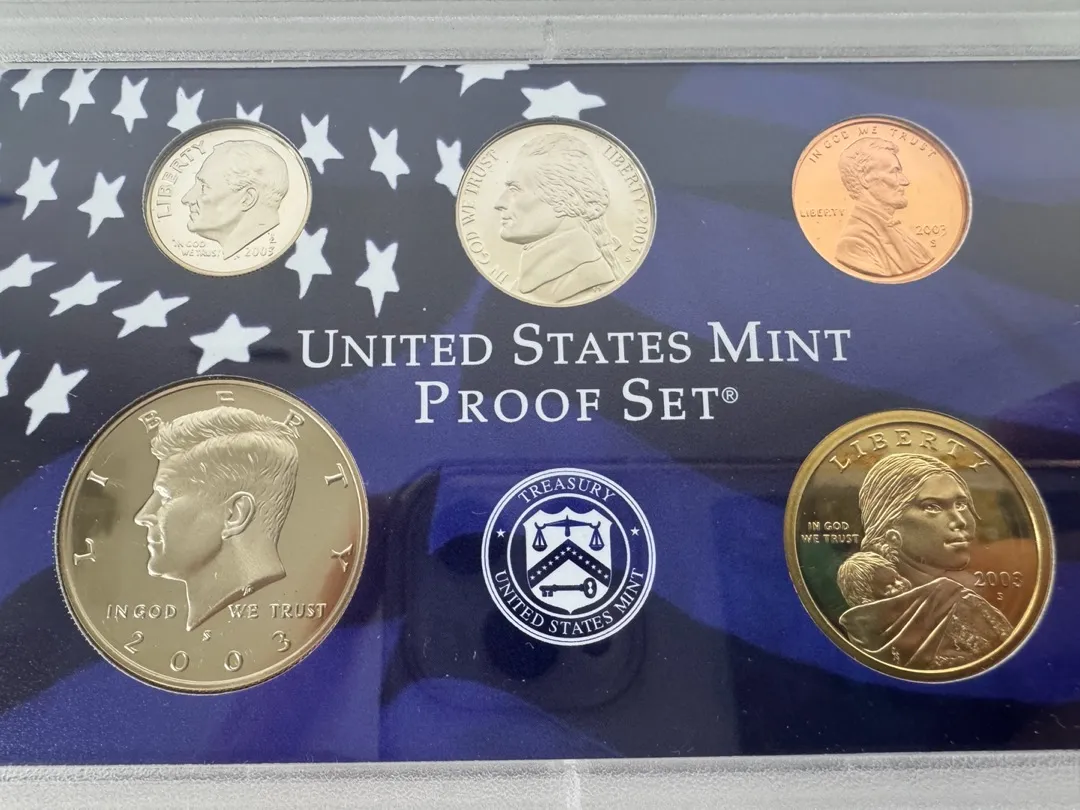 LIBERTY
IN GOD
WE TRUST
2003
IN GOD WE TRUST
LIBERTY
2003
S
IN GOD WE TRUST
LIBERTY
2003
S
UNITED STATES MINT
PROOF SET®
LIBERTY
IN GOD WE TRUST
S
2003
TREASURY
UNITED STATES MINT
LIBERTY
IN GOD
WE TRUST
2003
S